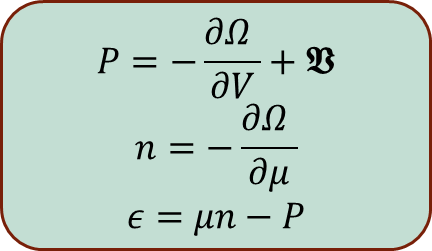 P = −∂Ω/∂V + 𝕭
n = −∂Ω/∂μ
ϵ = μn − P